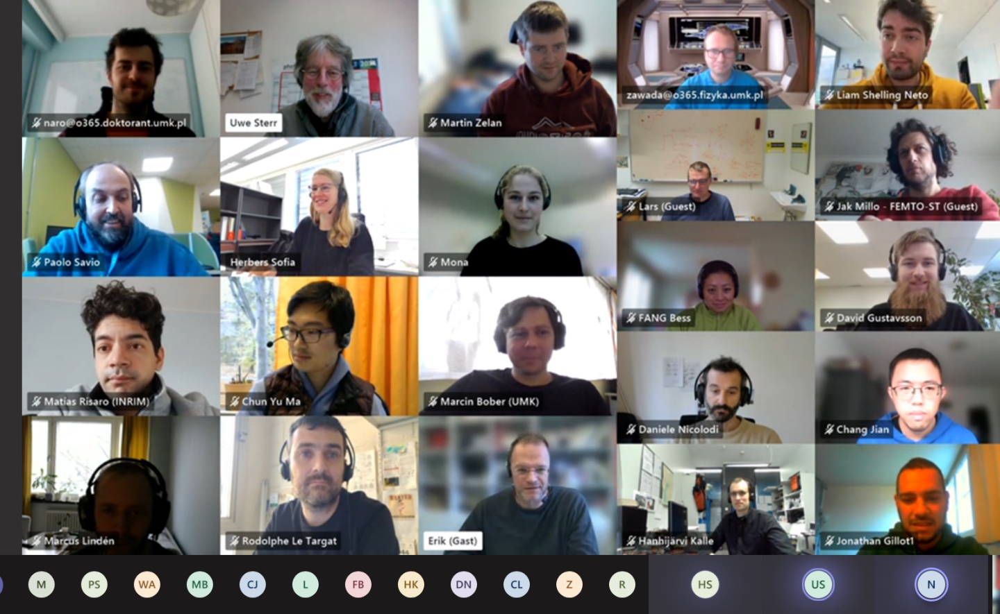 naro@o365.doktorant.umk.pl
Uwe Sterr
Martin Zelan
zawada@o365.fizyka.umk.pl
Liam Shelling Neto
Paolo Savio
Herbers Sofia
Mona
Lars (Guest)
Jak Millo - FEMTO-ST (Guest)
FANG Bess
David Gustavsson
Matias Risaro (INRIM)
Chun Yu Ma
Marcin Bober (UMK)
Daniele Nicolodi
Chang Jian
Marcus Lindén
Rodolphe Le Targat
WANTED
Erik (Gast)
Hanhijärvi Kalle
Jonathan Gillot1
M
PS
WA
MB
CJ
L
FB
HK
DN
CL
Z
R
HS
US
N